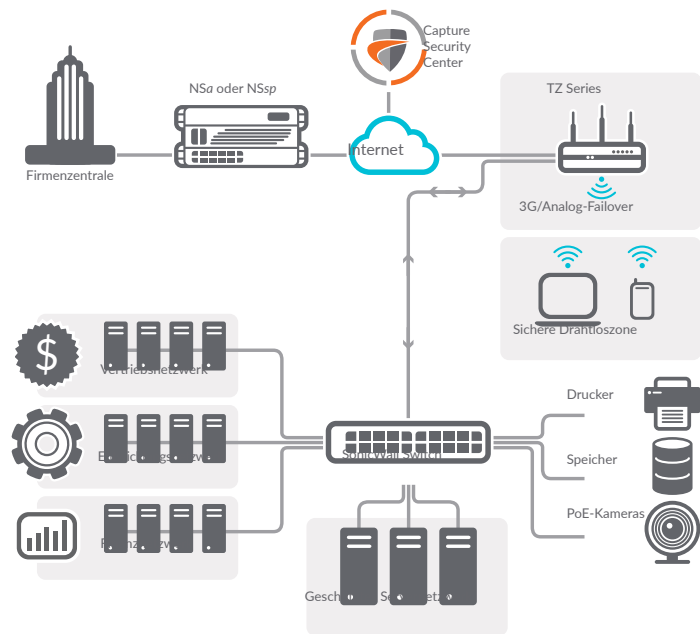 Capture
Security
Center
NSa oder NSsp
TZ Series
Internet
Firmenzentrale
3G/Analog-Failover
Sichere Drahtloszone
Vertriebsnetzwerk
Drucker
SonicWall Switch
Speicher
PoE-Kameras
$